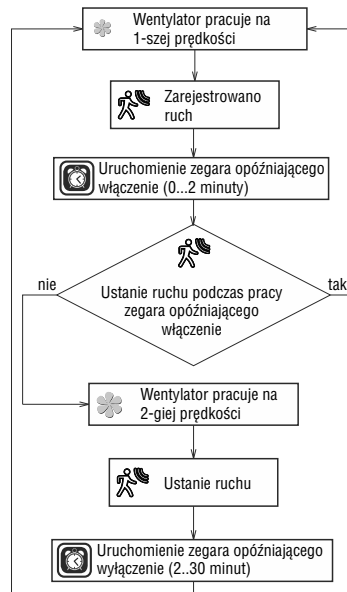 Wentylator pracuje na
1-szej prędkości
Zarejestrowano
ruch
Uruchomienie zegara opóźniającego
włączenie (0...2 minuty)
nie
tak
Ustanie ruchu podczas pracy
zegara opóźniającego
włączenie
Wentylator pracuje na
2-giej prędkości
Ustanie ruchu
Uruchomienie zegara opóźniającego
wyłączenie (2..30 minut)